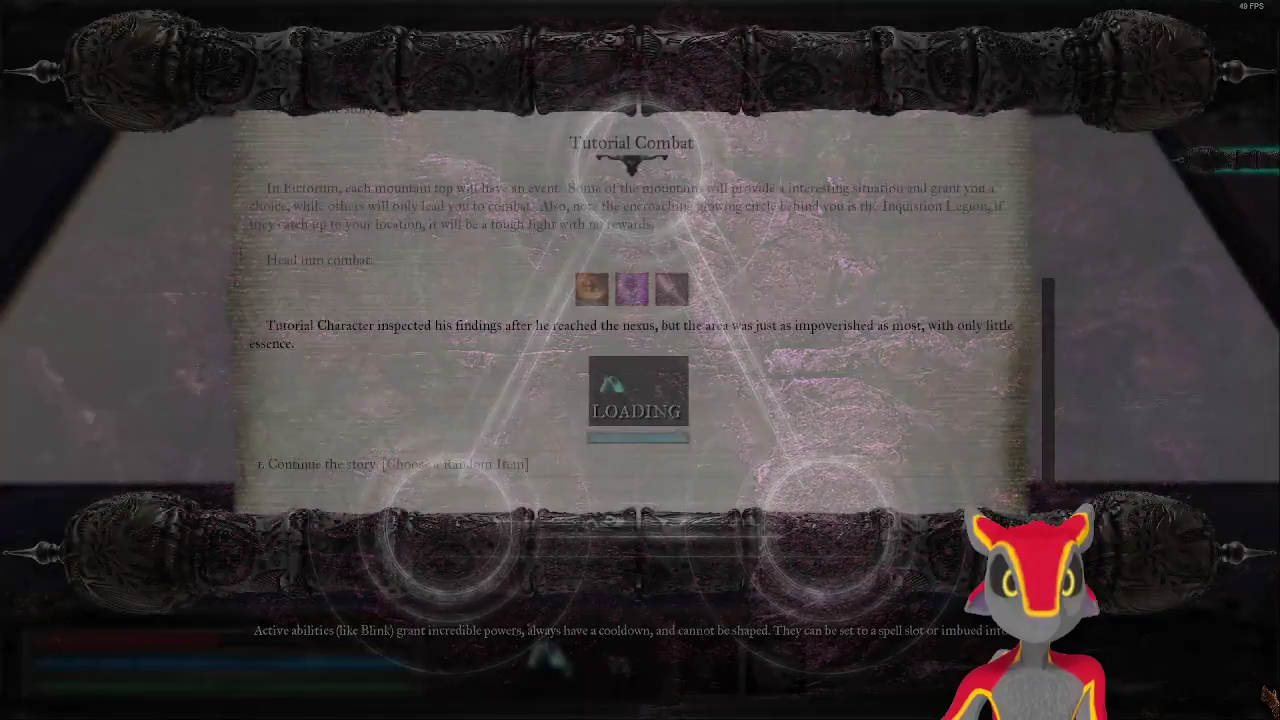 49 FPS
Tutorial Combat
In Fictorum, each mountain top will have an event. Some of the mountains will provide a interesting situation and grant you a
choice, while others will only lead you to combat. Also, note the encroaching glowing circle behind you is the Inquistion Legion, if
they catch up to your location, it will be a tough fight with no rewards.
Head into combat.
Tutorial Character inspected his findings after he reached the nexus, but the area was just as impoverished as most, with only little
essence.
5
LOADING
1. Continue the story. [Choose a Random Item]
Active abilities (like Blink) grant incredible powers, always have a cooldown, and cannot be shaped. They can be set to a spell slot or imbued